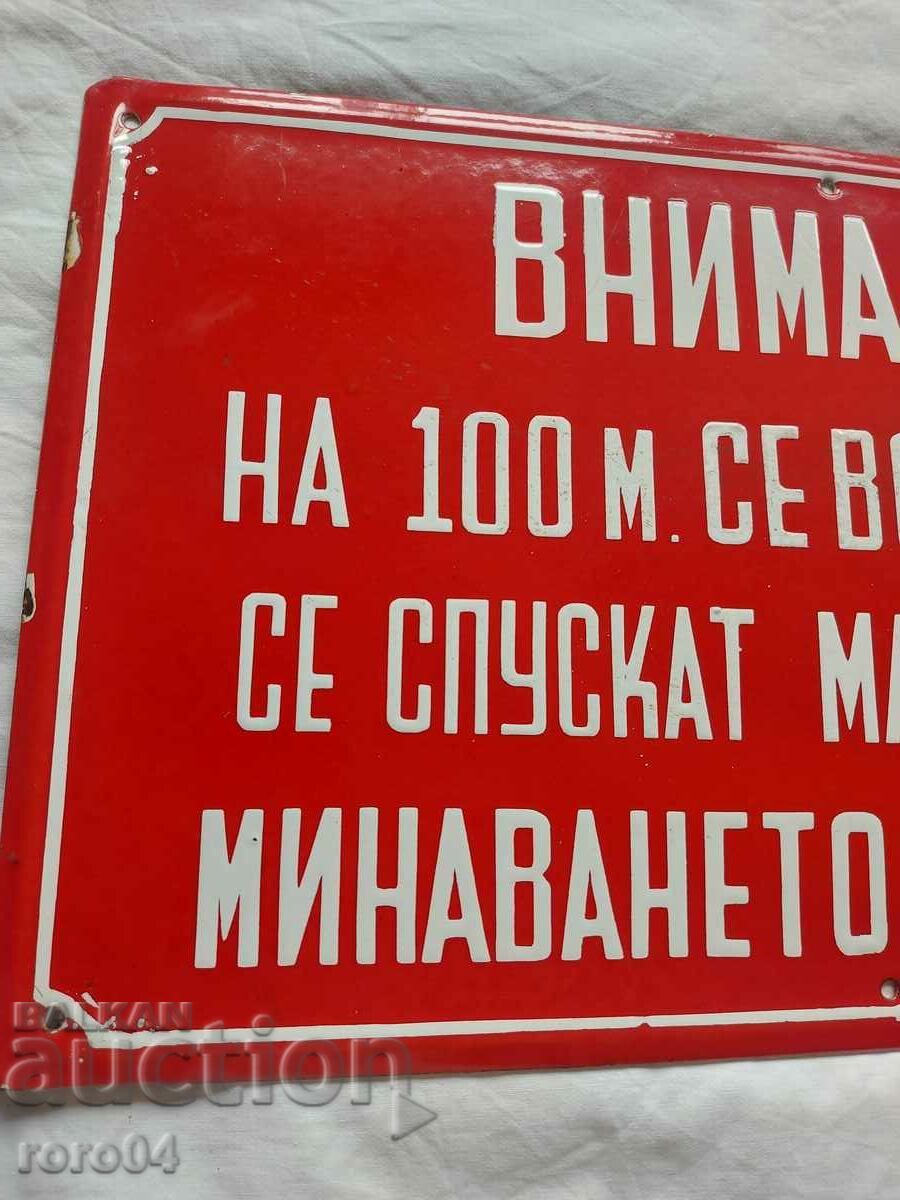 ВНИМА
НА 100 М. СЕ ВО
СЕ СПУСКАТ МА
МИНАВАНЕТО
BALKAN
auction
roro04